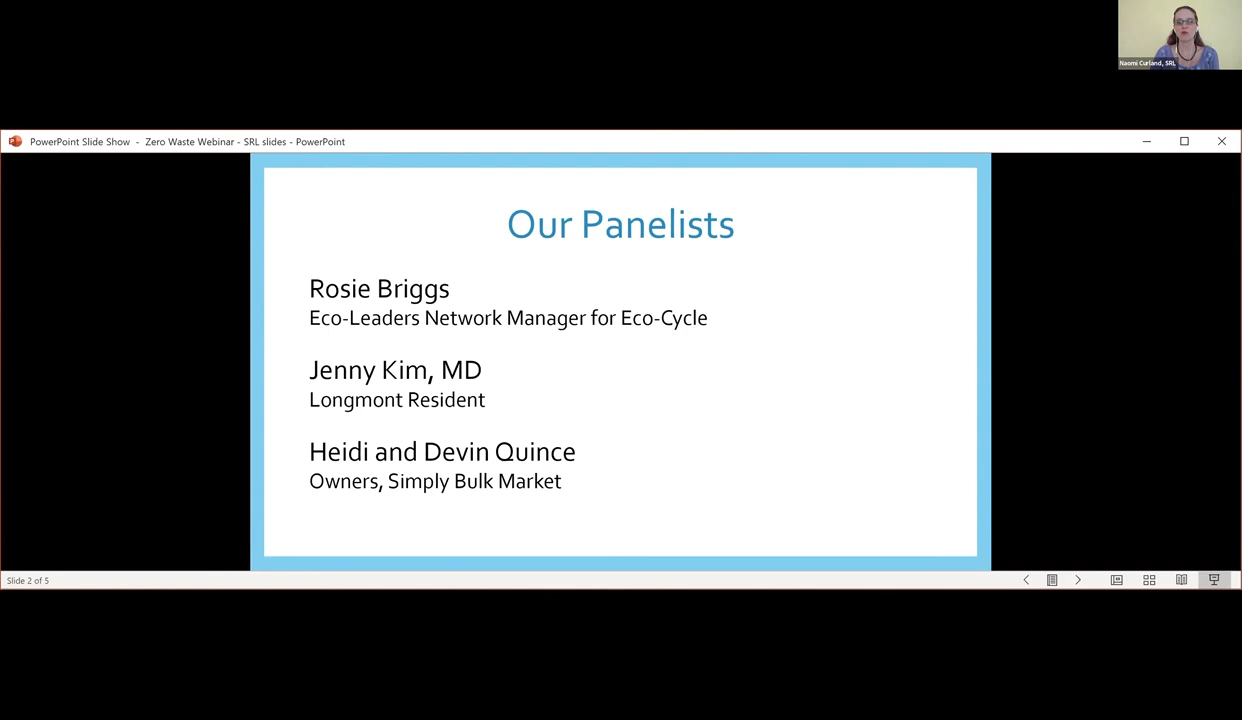 Naomi Curland, SRL
PowerPoint Slide Show - Zero Waste Webinar - SRL slides - PowerPoint
Our Panelists
Rosie Briggs
Eco-Leaders Network Manager for Eco-Cycle
Jenny Kim, MD
Longmont Resident
Heidi and Devin Quince
Owners, Simply Bulk Market
Slide 2 of 5